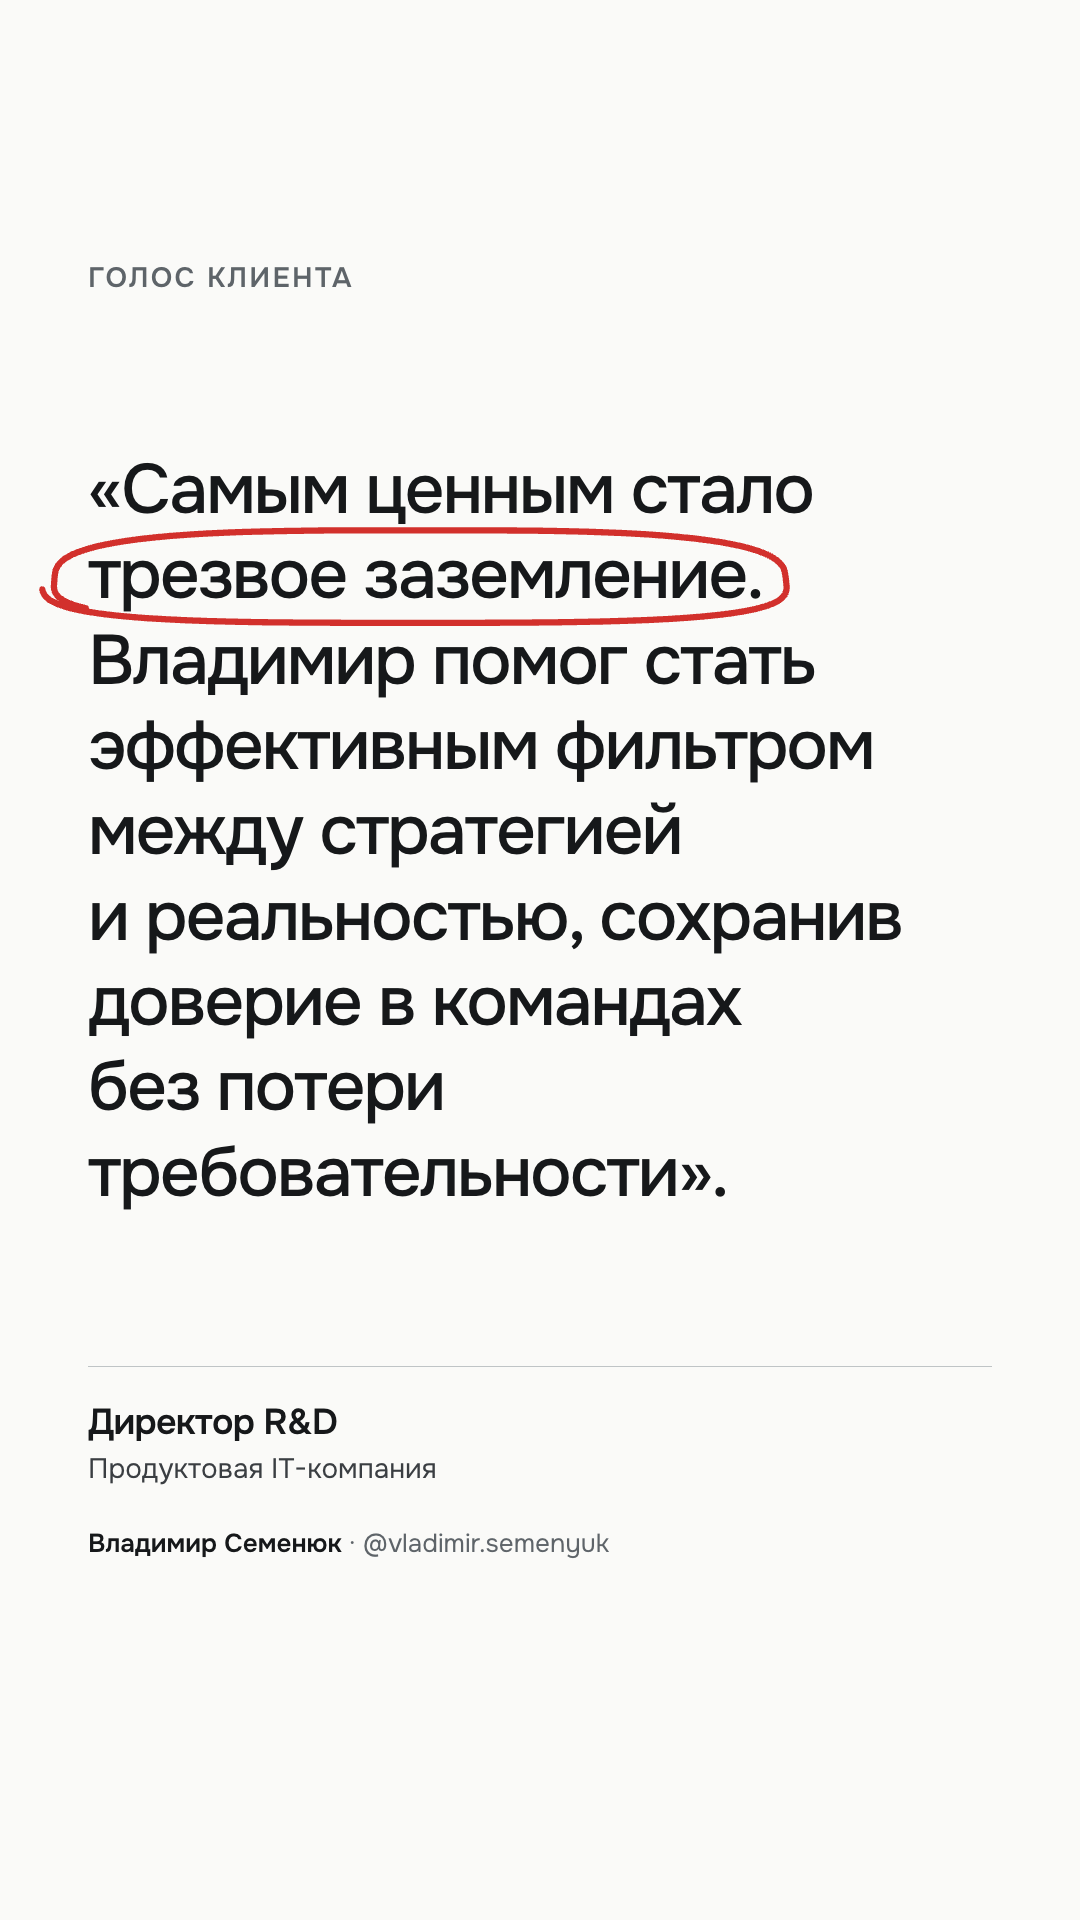 ГОЛОС КЛИЕНТА
«Самым ценным стало
трезвое заземление.
Владимир помог стать
эффективным фильтром
между стратегией
и реальностью, сохранив
доверие в командах
без потери
требовательности».
Директор R&D
Продуктовая IT-компания
Владимир Семенюк · @vladimir.semenyuk